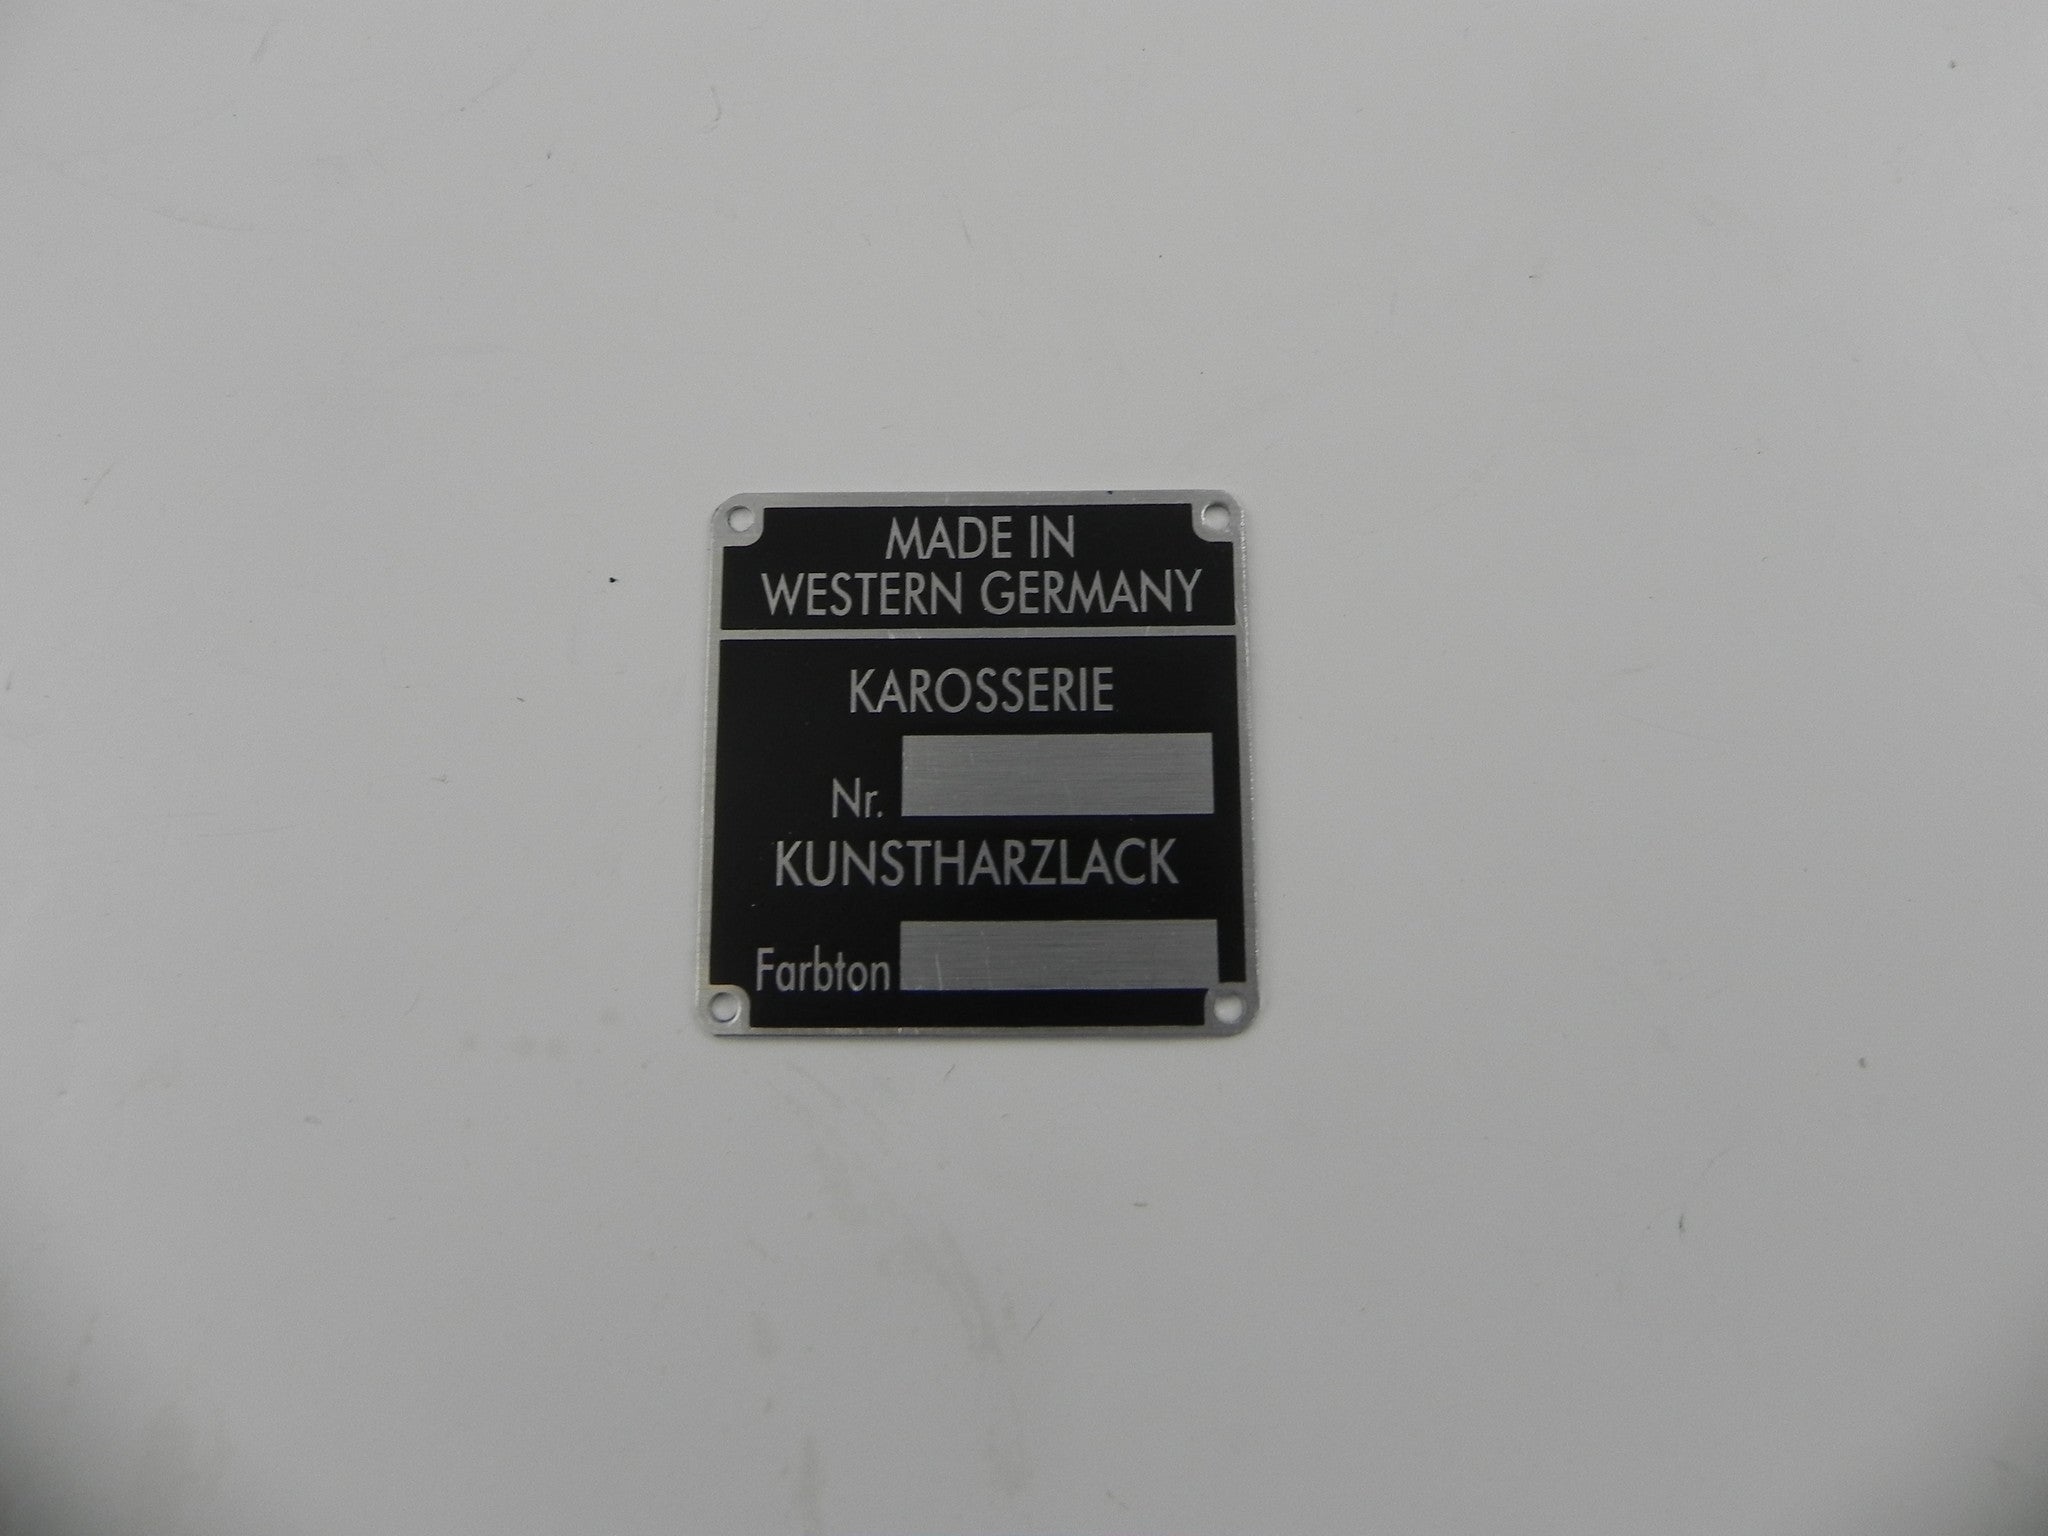 MADE IN
WESTERN GERMANY
KAROSSERIE
Nr.
KUNSTHARZLACK
Farbton